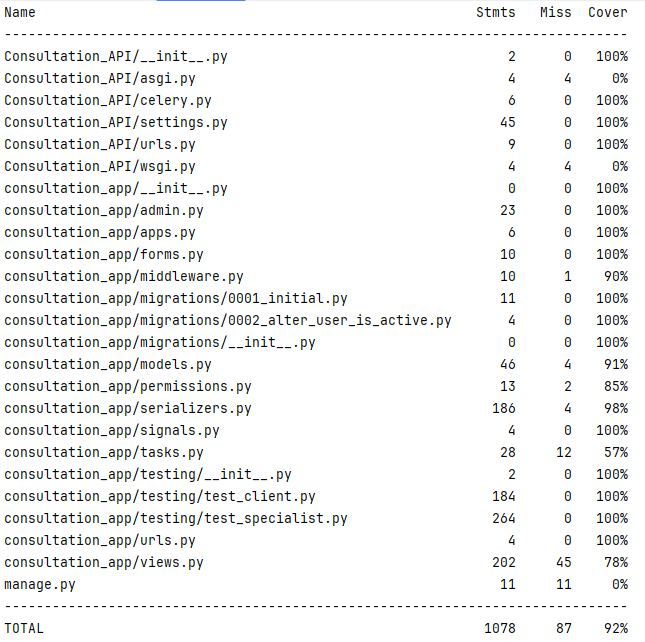 Name Stmts Miss Cover
------------------------------------------------------------------------------
Consultation_API/__init__.py 2 0 100%
Consultation_API/asgi.py 4 4 0%
Consultation_API/celery.py 6 0 100%
Consultation_API/settings.py 45 0 100%
Consultation_API/urls.py 9 0 100%
Consultation_API/wsgi.py 4 4 0%
consultation_app/__init__.py 0 0 100%
consultation_app/admin.py 23 0 100%
consultation_app/apps.py 6 0 100%
consultation_app/forms.py 10 0 100%
consultation_app/middleware.py 10 1 90%
consultation_app/migrations/0001_initial.py 11 0 100%
consultation_app/migrations/0002_alter_user_is_active.py 4 0 100%
consultation_app/migrations/__init__.py 0 0 100%
consultation_app/models.py 46 4 91%
consultation_app/permissions.py 13 2 85%
consultation_app/serializers.py 186 4 98%
consultation_app/signals.py 4 0 100%
consultation_app/tasks.py 28 12 57%
consultation_app/testing/__init__.py 2 0 100%
consultation_app/testing/test_client.py 184 0 100%
consultation_app/testing/test_specialist.py 264 0 100%
consultation_app/urls.py 4 0 100%
consultation_app/views.py 202 45 78%
manage.py 11 11 0%
------------------------------------------------------------------------------
TOTAL 1078 87 92%